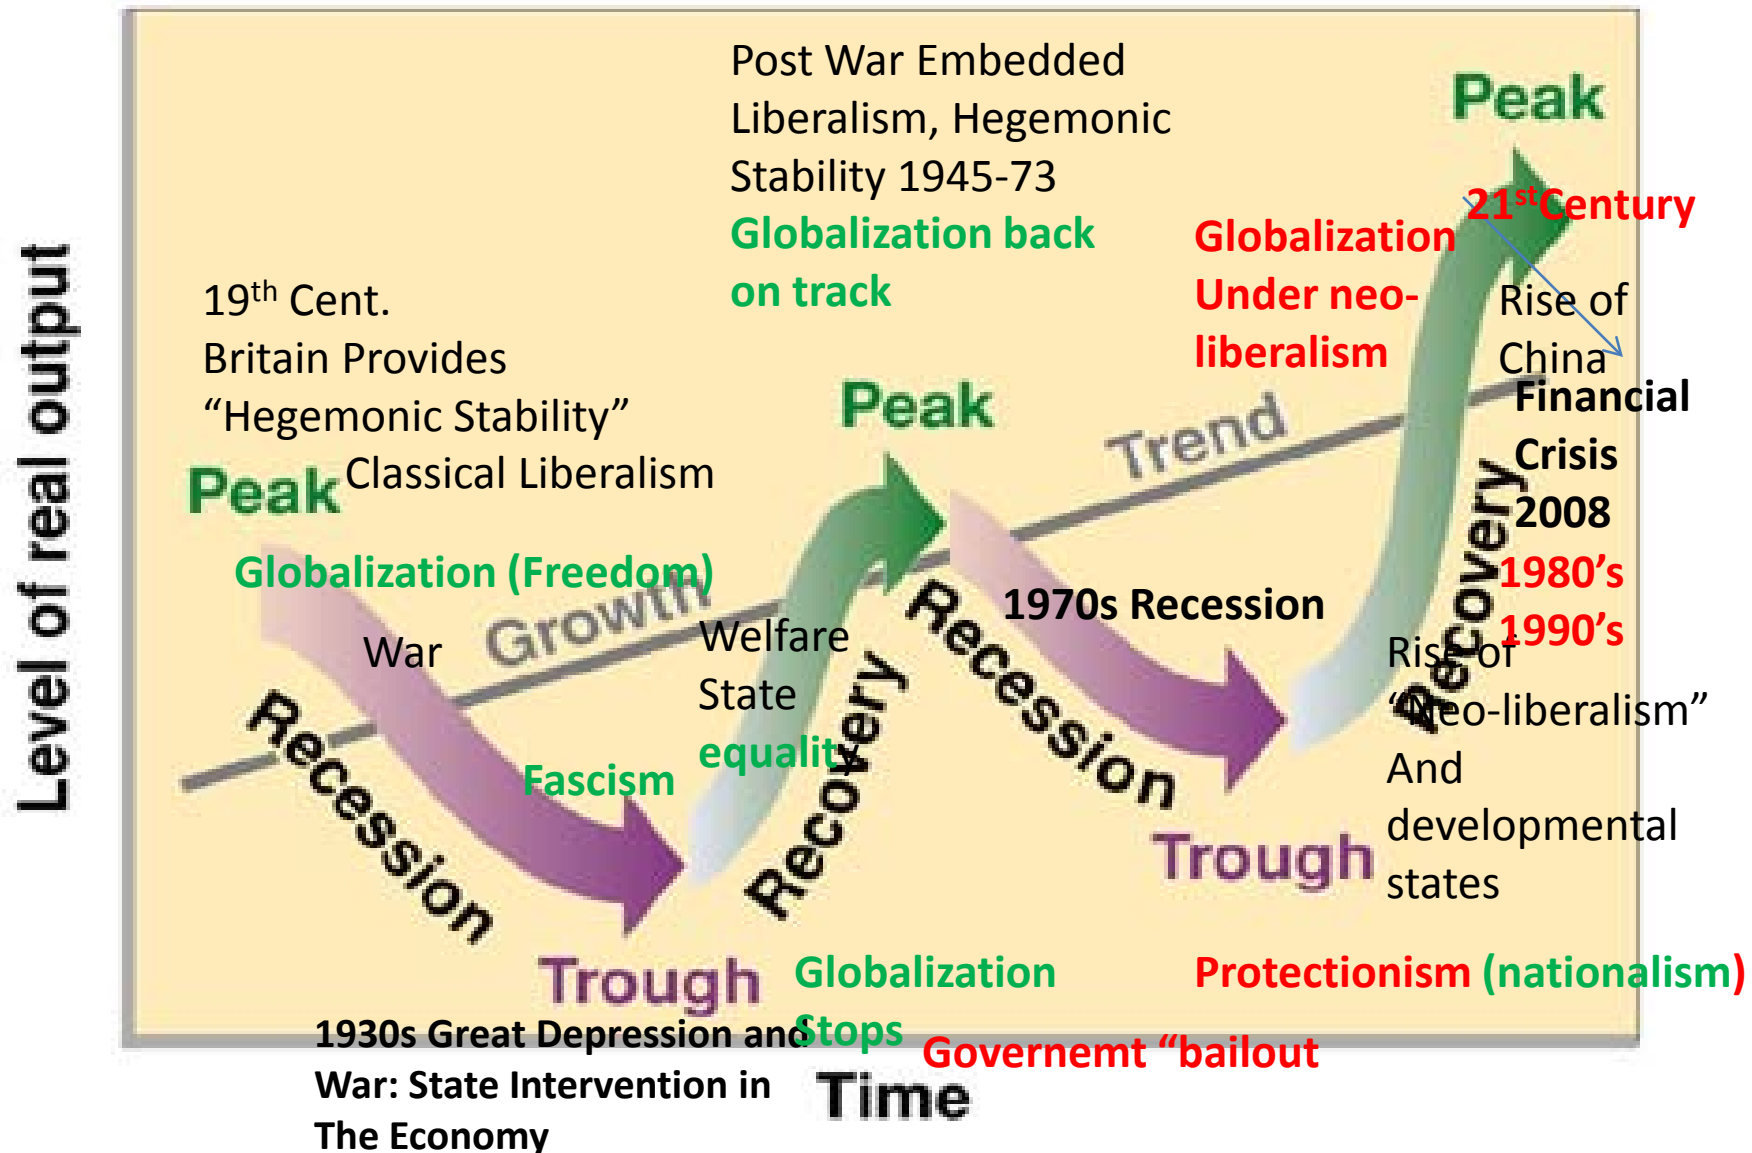 Post War Embedded
Liberalism, Hegemonic
Stability 1945-73
Globalization back
on track
Peak
21stCentury
Globalization
Under neo-
liberalism
Rise of
China
Financial
Crisis
2008
1980’s
1990’s
19th Cent.
Britain Provides
“Hegemonic Stability”
Classical Liberalism
Peak
Globalization (Freedom)
War
Growth
Trend
Peak
Recession
Fascism
Welfare
State
equalit
Recovery
Recession
1970s Recession
Recovery
Rise of
“Neo-liberalism”
And
developmental
states
Trough
Trough
Globalization
Stops
Protectionism (nationalism)
Governemt “bailout
1930s Great Depression and
War: State Intervention in
The Economy
Time
Level of real output